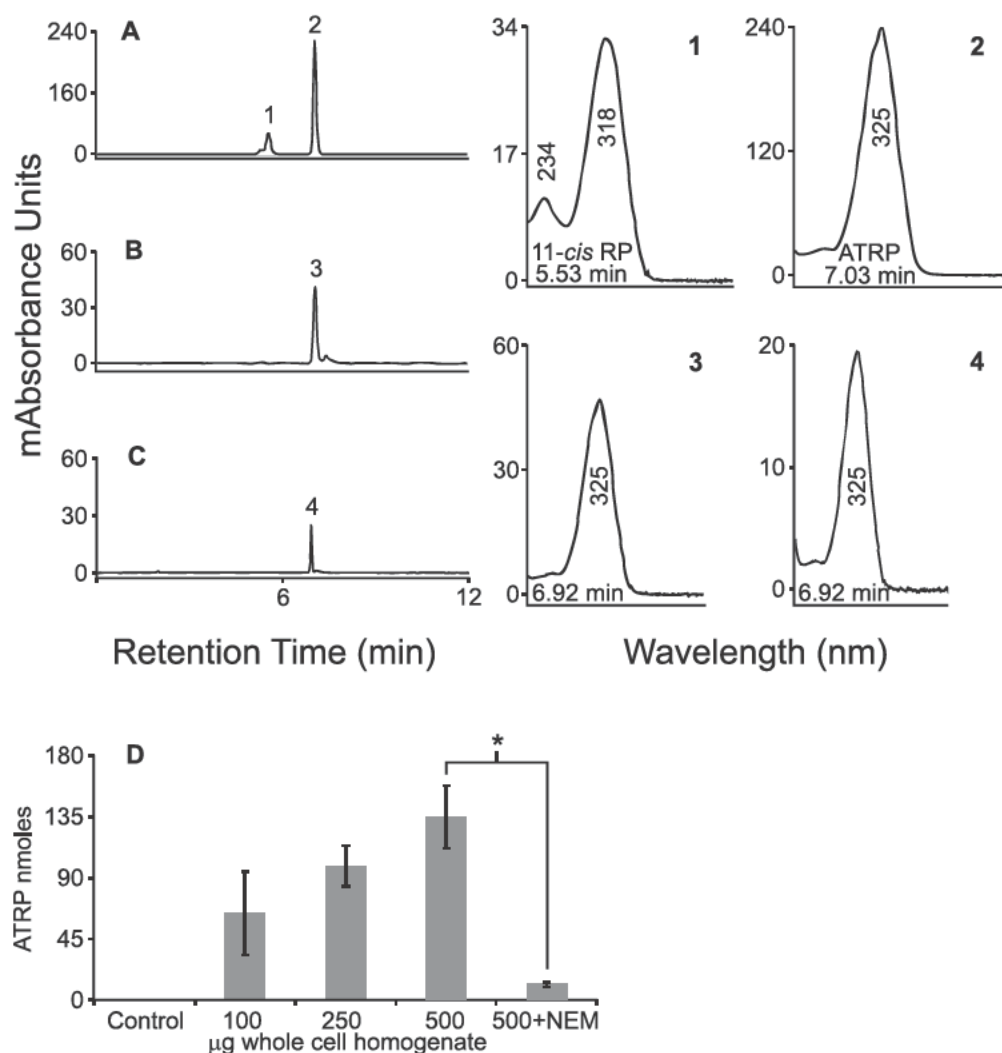 A
240
160
0
1
2
B
60
30
0
3
C
60
30
0
4
6
12
mAbsorbance Units
Retention Time (min)
1
34
17
0
234
318
11-cis RP
5.53 min
2
240
120
0
325
ATRP
7.03 min
3
60
30
0
325
6.92 min
4
20
10
0
325
6.92 min
Wavelength (nm)
D
*
180
135
90
45
0
ATRP nmoles
Control 100 250 500 500+NEM
µg whole cell homogenate